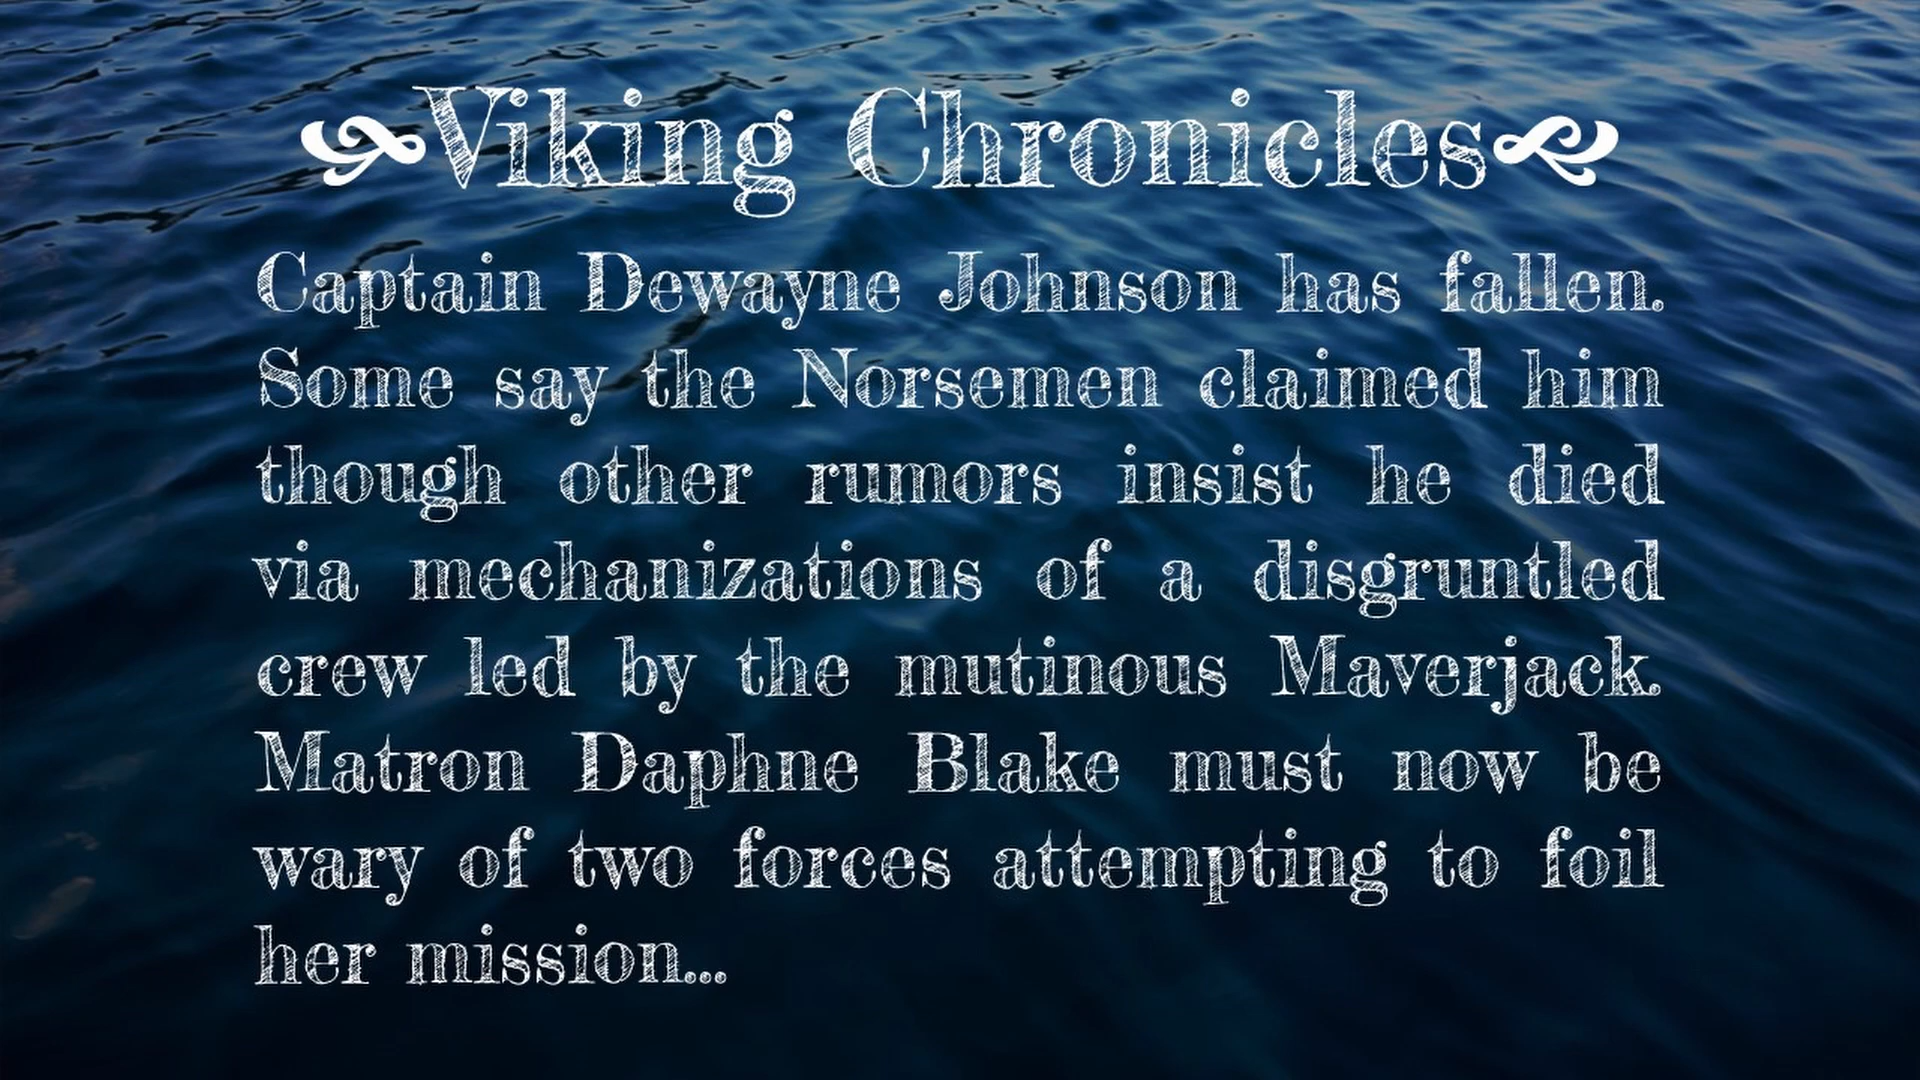 Viking Chronicles
Captain Dewayne Johnson has fallen.
Some say the Norsemen claimed him
though other rumors insist he died
via mechanizations of a disgruntled
crew led by the mutinous Maverjack.
Matron Daphne Blake must now be
wary of two forces attempting to foil
her mission...